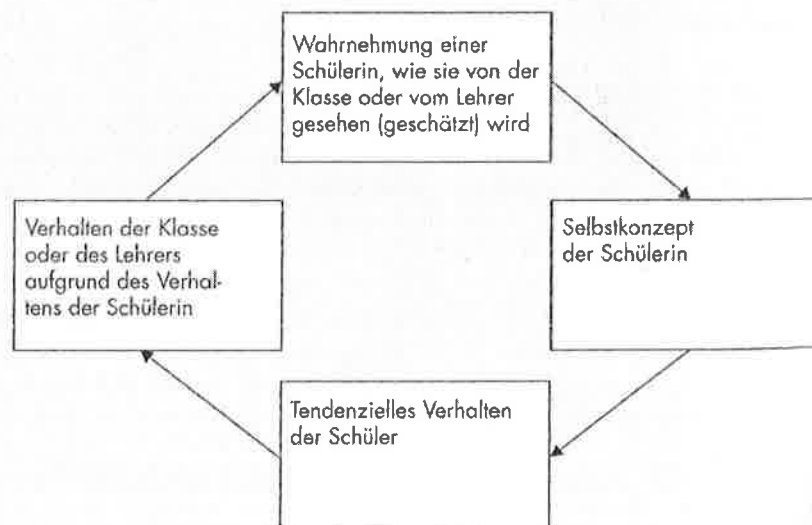 Wahrnehmung einer
Schülerin, wie sie von der
Klasse oder vom Lehrer
gesehen (geschätzt) wird
Verhalten der Klasse
oder des Lehrers
aufgrund des Verhal-
tens der Schülerin
Selbstkonzept
der Schülerin
Tendenzielles Verhalten
der Schüler